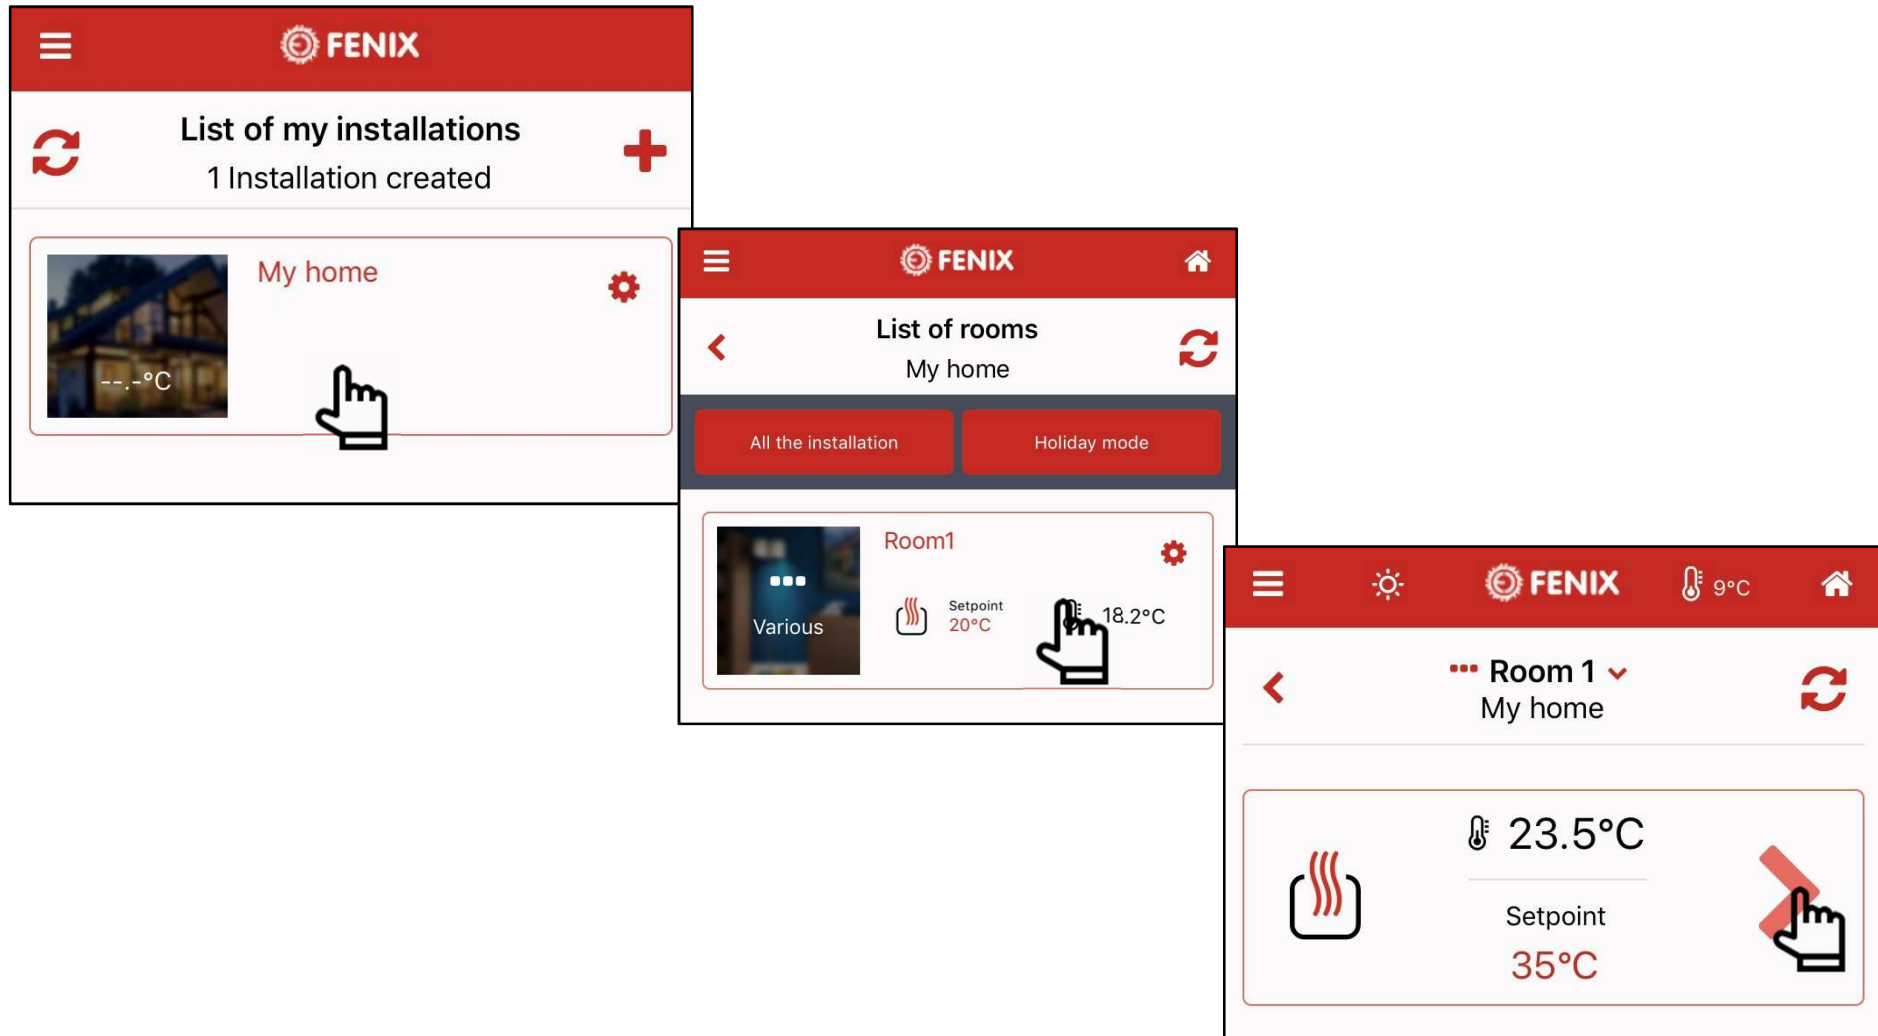 FENIX
List of my installations
1 Installation created
My home
--.-°C
FENIX
List of rooms
My home
All the installation
Holiday mode
Room1
Various
Setpoint
20°C
18.2°C
FENIX
9°C
Room 1
My home
23.5°C
Setpoint
35°C